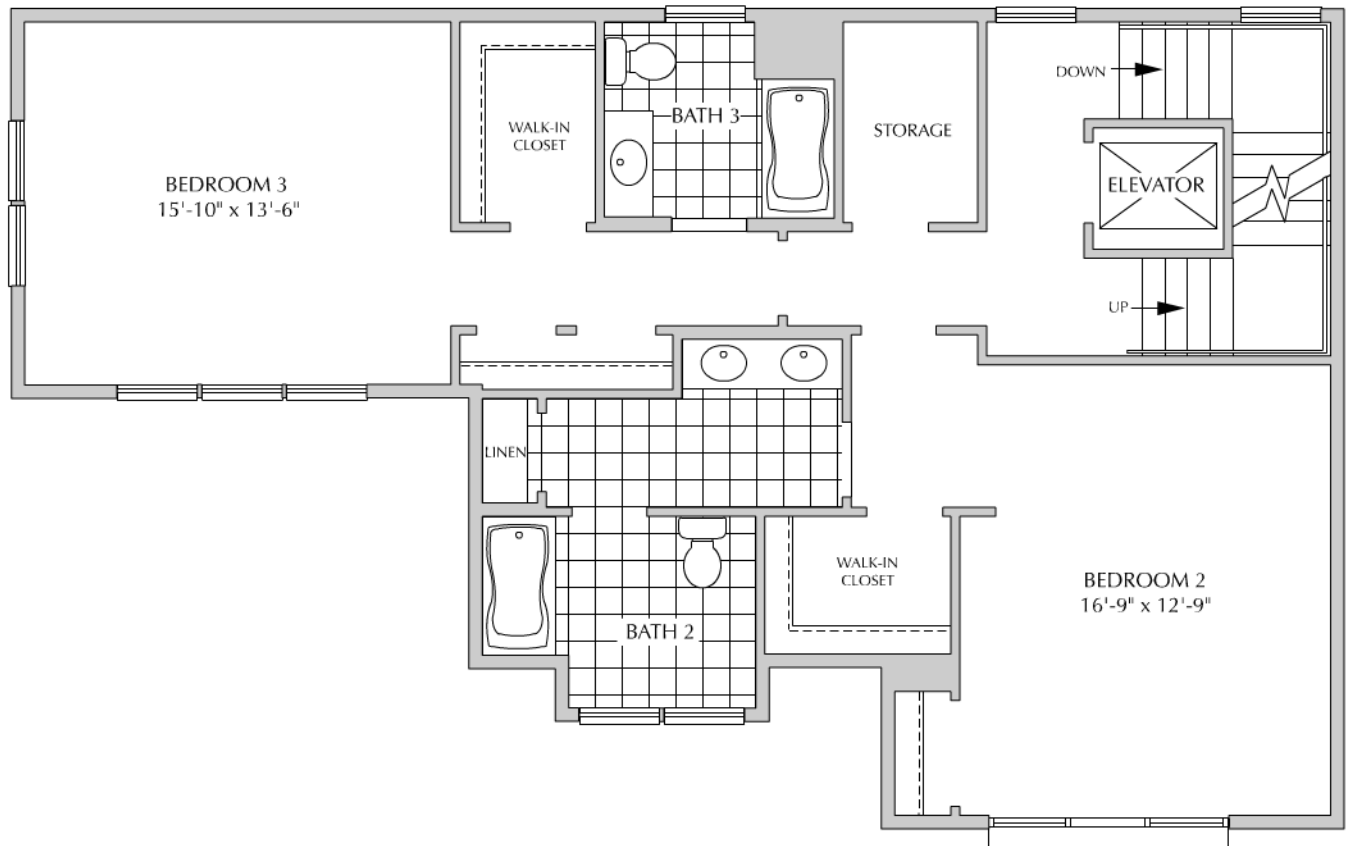 DOWN
WALK-IN
CLOSET
BATH 3
STORAGE
BEDROOM 3
15'-10" x 13'-6"
ELEVATOR
UP
LINEN
WALK-IN
CLOSET
BEDROOM 2
16'-9" x 12'-9"
BATH 2